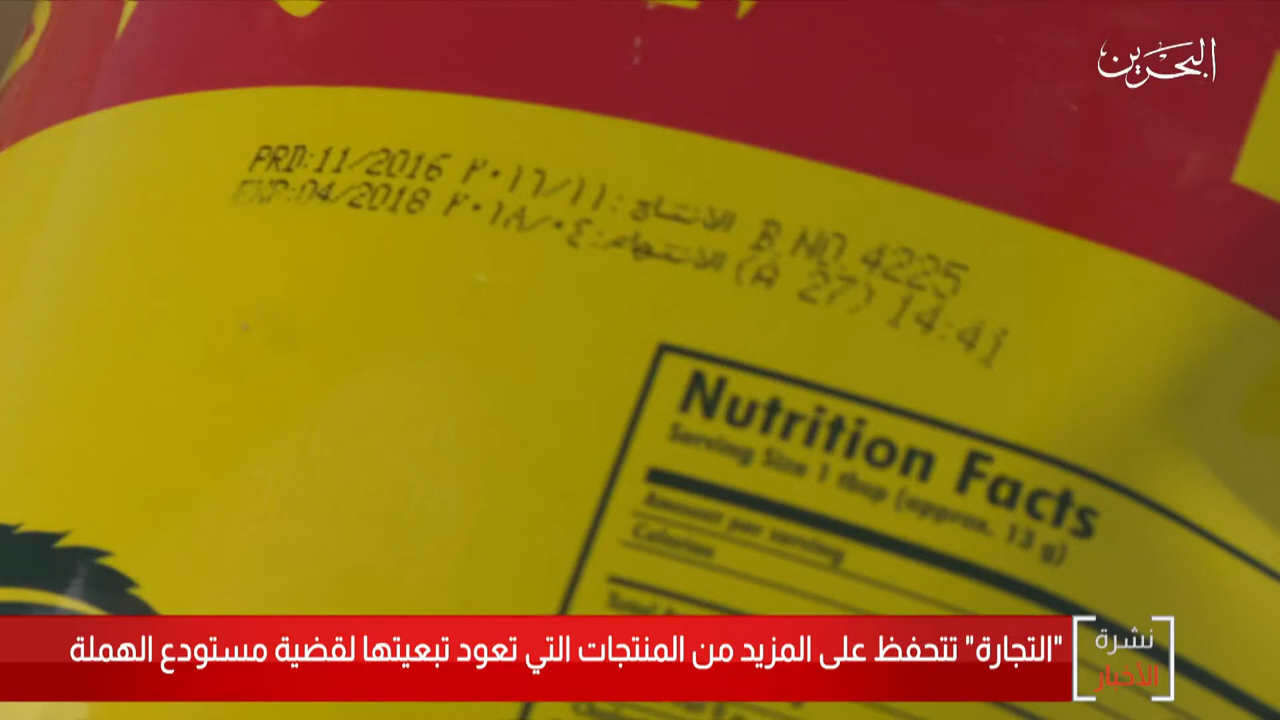 البحرين
PRD:11/2016 ٢٠١٦/١١: الانتاج B.NO.4225
EXP:04/2018 ٢٠١٨/٠٤: الانتهاء (A 27) 14:41
Nutrition Facts
Serving Size 1 tbsp (approx. 13 g)
Amount per serving
Calories
Total
نشرة الأخبار
"التجارة" تتحفظ على المزيد من المنتجات التي تعود تبعيتها لقضية مستودع الهملة